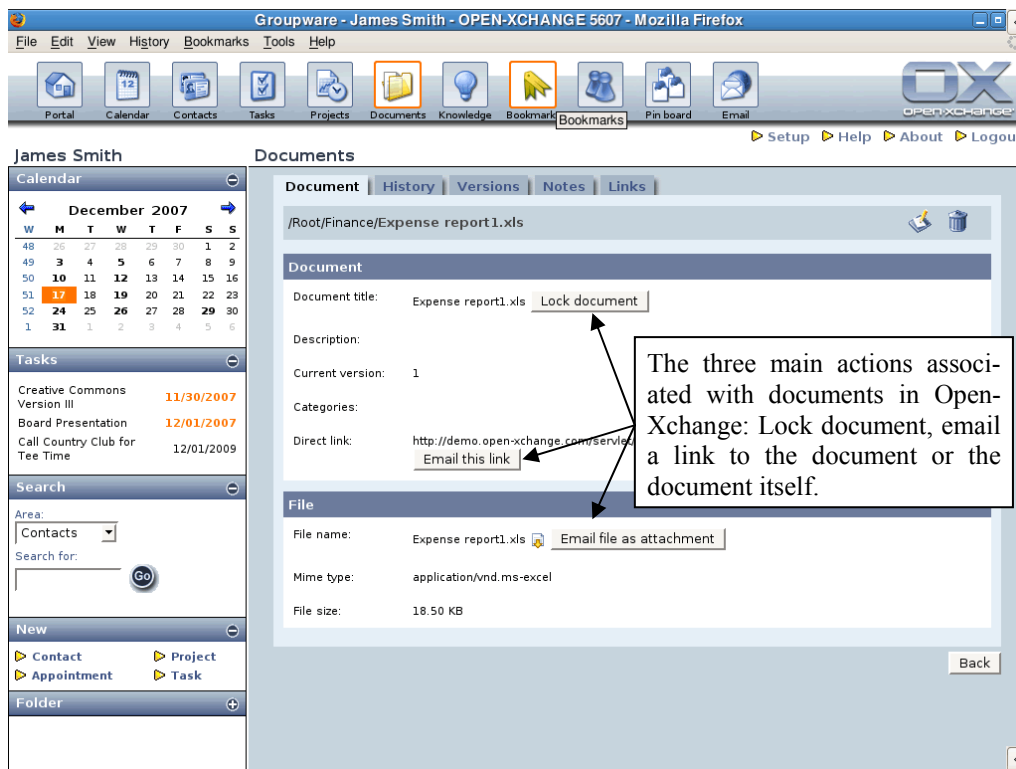 Groupware - James Smith - OPEN-XCHANGE 5607 - Mozilla Firefox
File Edit View History Bookmarks Tools Help
12
Portal Calendar Contacts Tasks Projects Documents Knowledge Bookmark Pin board Email
Bookmarks
OX
OPEN-XCHANGE
Setup Help About Logou
James Smith
Documents
Calendar
December 2007
W M T W T F S S
48 26 27 28 29 30 1 2
49 3 4 5 6 7 8 9
50 10 11 12 13 14 15 16
51 17 18 19 20 21 22 23
52 24 25 26 27 28 29 30
1 31 1 2 3 4 5 6
Tasks
Creative Commons
Version III 11/30/2007
Board Presentation 12/01/2007
Call Country Club for
Tee Time 12/01/2009
Search
Area:
Contacts
Search for:
Go
New
Contact Project
Appointment Task
Folder
Document History Versions Notes Links
/Root/Finance/Expense report1.xls
Document
Document title: Expense report1.xls Lock document
Description:
Current version: 1
Categories:
Direct link: http://demo.open-xchange.com/servlet/
Email this link
The three main actions associ-
ated with documents in Open-
Xchange: Lock document, email
a link to the document or the
document itself.
File
File name: Expense report1.xls Email file as attachment
Mime type: application/vnd.ms-excel
File size: 18.50 KB
Back